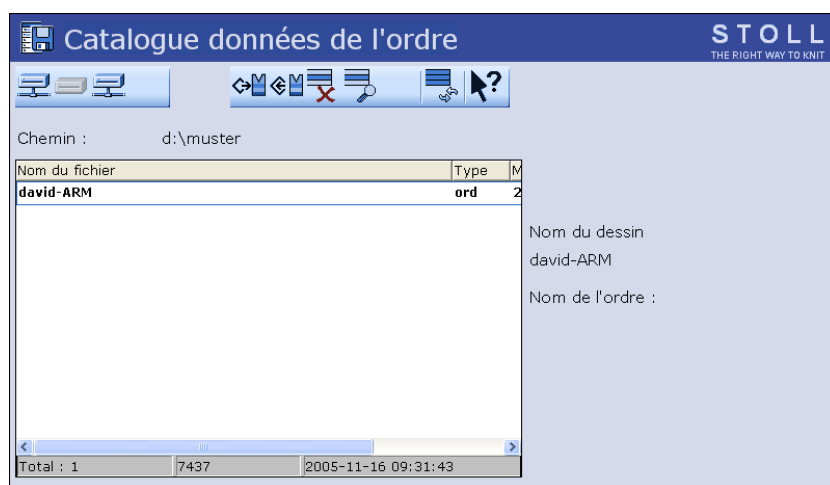 Catalogue données de l'ordre
STOLL
THE RIGHT WAY TO KNIT
?
Chemin : d:\muster
Nom du fichier Type M
david-ARM ord 2
Nom du dessin
david-ARM
Nom de l'ordre :
Total : 1 7437 2005-11-16 09:31:43